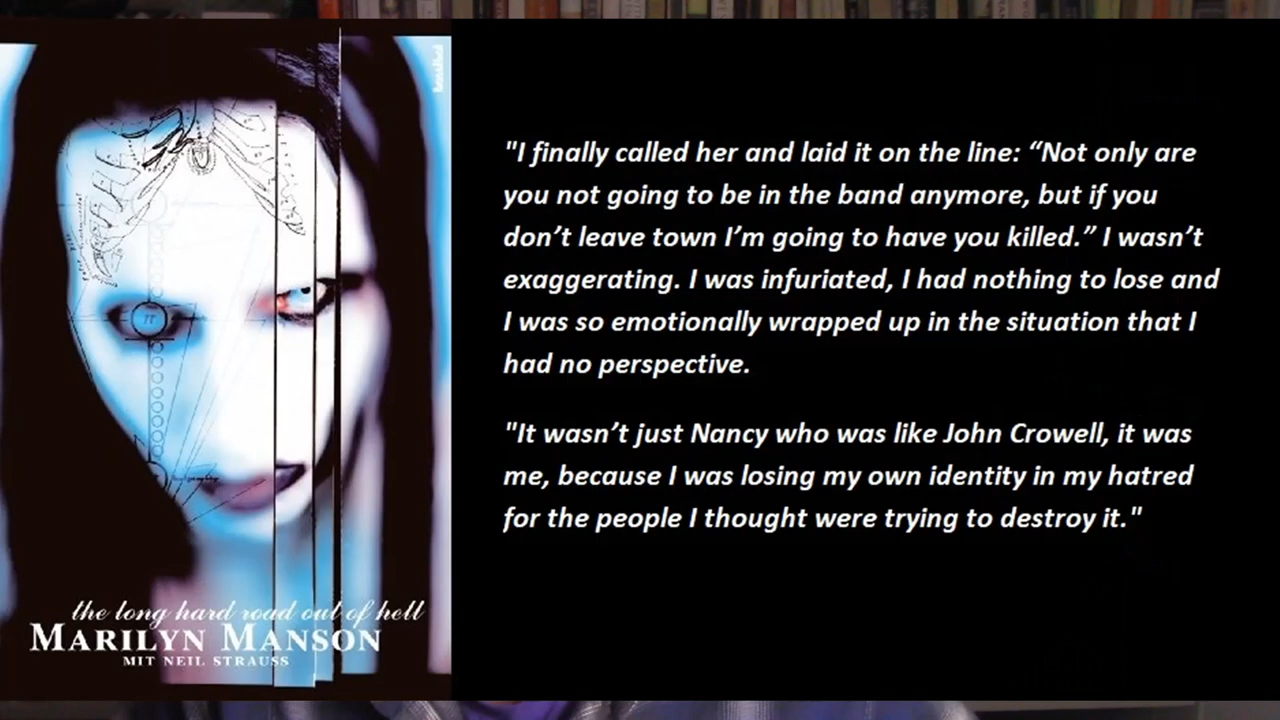 the long hard road out of hell
MARILYN MANSON
MIT NEIL STRAUSS
π
"I finally called her and laid it on the line: “Not only are
you not going to be in the band anymore, but if you
don’t leave town I’m going to have you killed.” I wasn’t
exaggerating. I was infuriated, I had nothing to lose and
I was so emotionally wrapped up in the situation that I
had no perspective.
"It wasn’t just Nancy who was like John Crowell, it was
me, because I was losing my own identity in my hatred
for the people I thought were trying to destroy it."